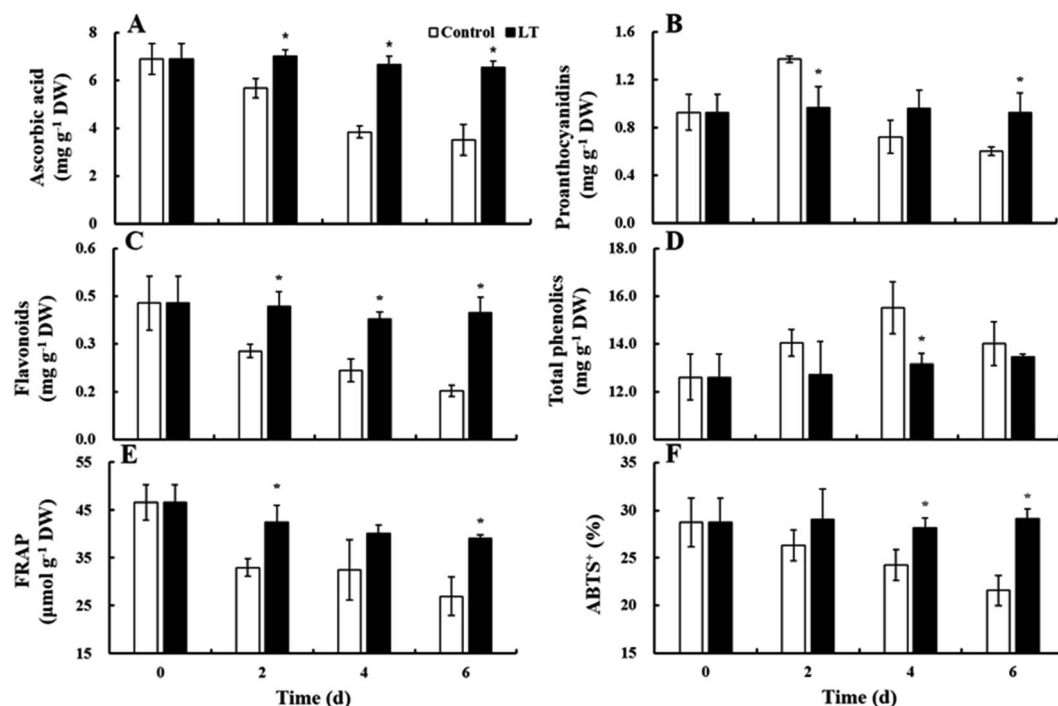 A
□ Control ■ LT
Ascorbic acid
(mg g⁻¹ DW)
8
6
4
2
0
* * *
B
Proanthocyanidins
(mg g⁻¹ DW)
1.6
1.2
0.8
0.4
0.0
* *
C
Flavonoids
(mg g⁻¹ DW)
0.6
0.5
0.3
0.2
0.0
* * *
D
Total phenolics
(mg g⁻¹ DW)
18.0
16.0
14.0
12.0
10.0
*
E
FRAP
(µmol g⁻¹ DW)
55
45
35
25
15
* *
0 2 4 6
Time (d)
F
ABTS⁺ (%)
35
30
25
20
15
* *
0 2 4 6
Time (d)